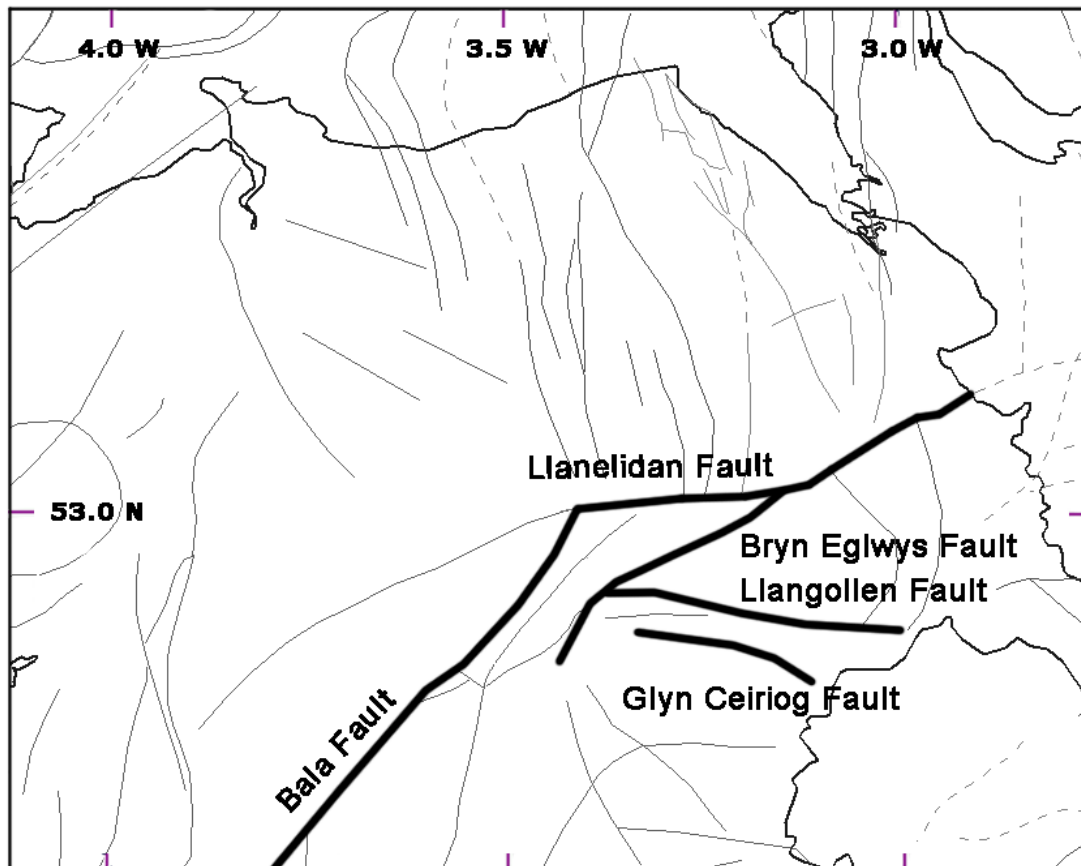 4.0 W
3.5 W
3.0 W
Llanelidan Fault
53.0 N
Bryn Eglwys Fault
Llangollen Fault
Glyn Ceiriog Fault
Bala Fault